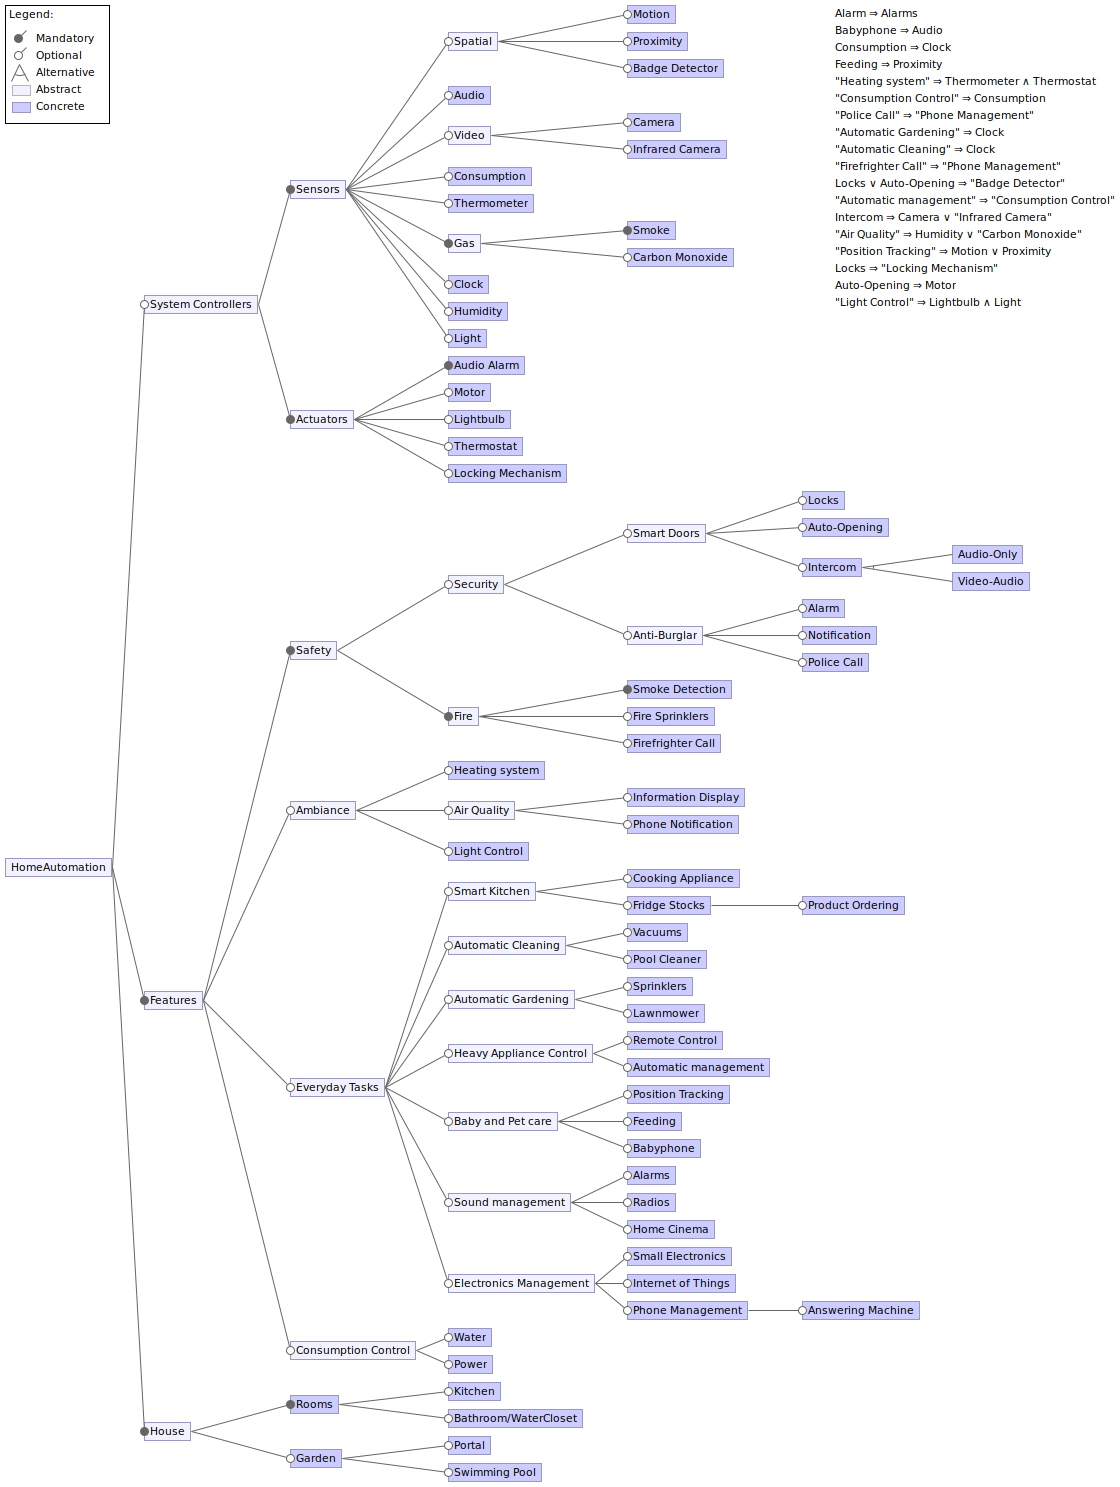 Legend:
Mandatory
Optional
Alternative
Abstract
Concrete
Alarm ⇒ Alarms
Babyphone ⇒ Audio
Consumption ⇒ Clock
Feeding ⇒ Proximity
"Heating system" ⇒ Thermometer ∧ Thermostat
"Consumption Control" ⇒ Consumption
"Police Call" ⇒ "Phone Management"
"Automatic Gardening" ⇒ Clock
"Automatic Cleaning" ⇒ Clock
"Firefrighter Call" ⇒ "Phone Management"
Locks ∨ Auto-Opening ⇒ "Badge Detector"
"Automatic management" ⇒ "Consumption Control"
Intercom ⇒ Camera ∨ "Infrared Camera"
"Air Quality" ⇒ Humidity ∨ "Carbon Monoxide"
"Position Tracking" ⇒ Motion ∨ Proximity
Locks ⇒ "Locking Mechanism"
Auto-Opening ⇒ Motor
"Light Control" ⇒ Lightbulb ∧ Light
HomeAutomation
System Controllers
Sensors
Spatial
Motion
Proximity
Badge Detector
Audio
Video
Camera
Infrared Camera
Consumption
Thermometer
Gas
Smoke
Carbon Monoxide
Clock
Humidity
Light
Actuators
Audio Alarm
Motor
Lightbulb
Thermostat
Locking Mechanism
Features
Safety
Security
Smart Doors
Locks
Auto-Opening
Intercom
Audio-Only
Video-Audio
Anti-Burglar
Alarm
Notification
Police Call
Fire
Smoke Detection
Fire Sprinklers
Firefrighter Call
Ambiance
Heating system
Air Quality
Information Display
Phone Notification
Light Control
Everyday Tasks
Smart Kitchen
Cooking Appliance
Fridge Stocks
Product Ordering
Automatic Cleaning
Vacuums
Pool Cleaner
Automatic Gardening
Sprinklers
Lawnmower
Heavy Appliance Control
Remote Control
Automatic management
Baby and Pet care
Position Tracking
Feeding
Babyphone
Sound management
Alarms
Radios
Home Cinema
Electronics Management
Small Electronics
Internet of Things
Phone Management
Answering Machine
Consumption Control
Water
Power
House
Rooms
Kitchen
Bathroom/WaterCloset
Garden
Portal
Swimming Pool